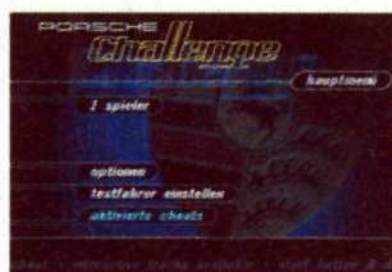 PORSCHE
Challenge
hauptmenü
1 spieler
optionen
testfahrer einstellen
aktivierte cheats